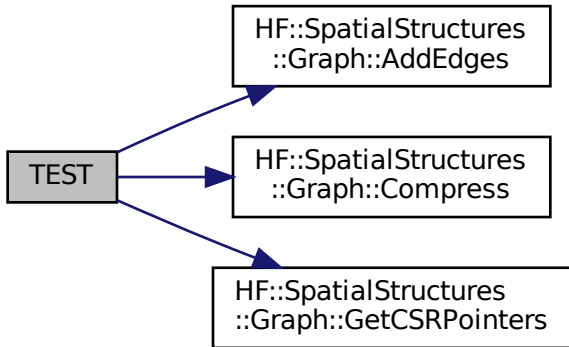 HF::SpatialStructures
::Graph::AddEdges
TEST
HF::SpatialStructures
::Graph::Compress
HF::SpatialStructures
::Graph::GetCSRPointers